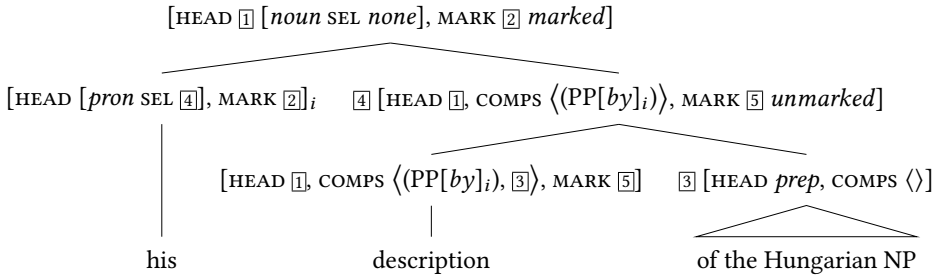 [HEAD 1 [noun SEL none], MARK 2 marked]
[HEAD [pron SEL 4], MARK 2]i 4 [HEAD 1, COMPS ⟨(PP[by]i)⟩, MARK 5 unmarked]
[HEAD 1, COMPS ⟨(PP[by]i), 3⟩, MARK 5] 3 [HEAD prep, COMPS ⟨⟩]
his description of the Hungarian NP